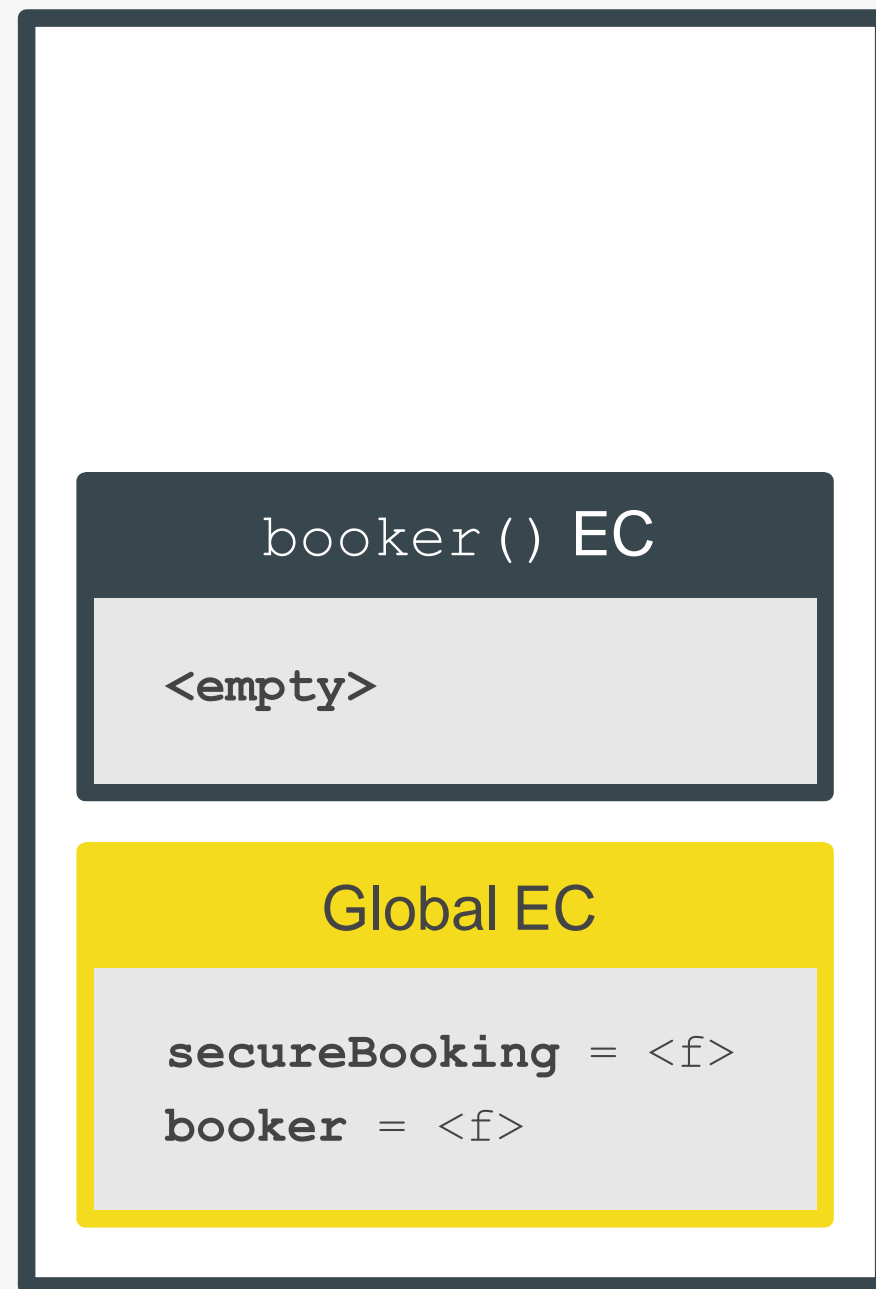 booker() EC
<empty>
Global EC
secureBooking = <f>
booker = <f>